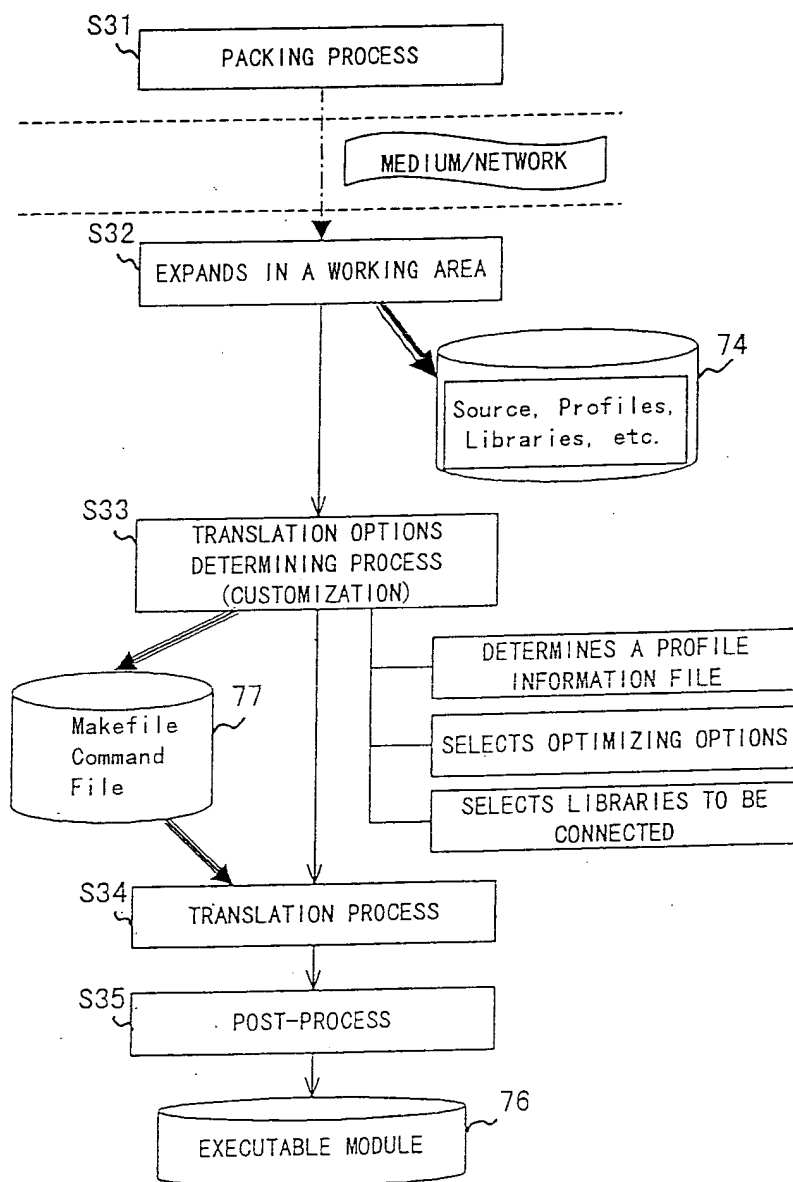 S31
PACKING PROCESS
MEDIUM/NETWORK
S32
EXPANDS IN A WORKING AREA
74
Source, Profiles,
Libraries, etc.
S33
TRANSLATION OPTIONS
DETERMINING PROCESS
(CUSTOMIZATION)
DETERMINES A PROFILE
INFORMATION FILE
77
Makefile
Command
File
SELECTS OPTIMIZING OPTIONS
SELECTS LIBRARIES TO BE
CONNECTED
S34
TRANSLATION PROCESS
S35
POST-PROCESS
76
EXECUTABLE MODULE